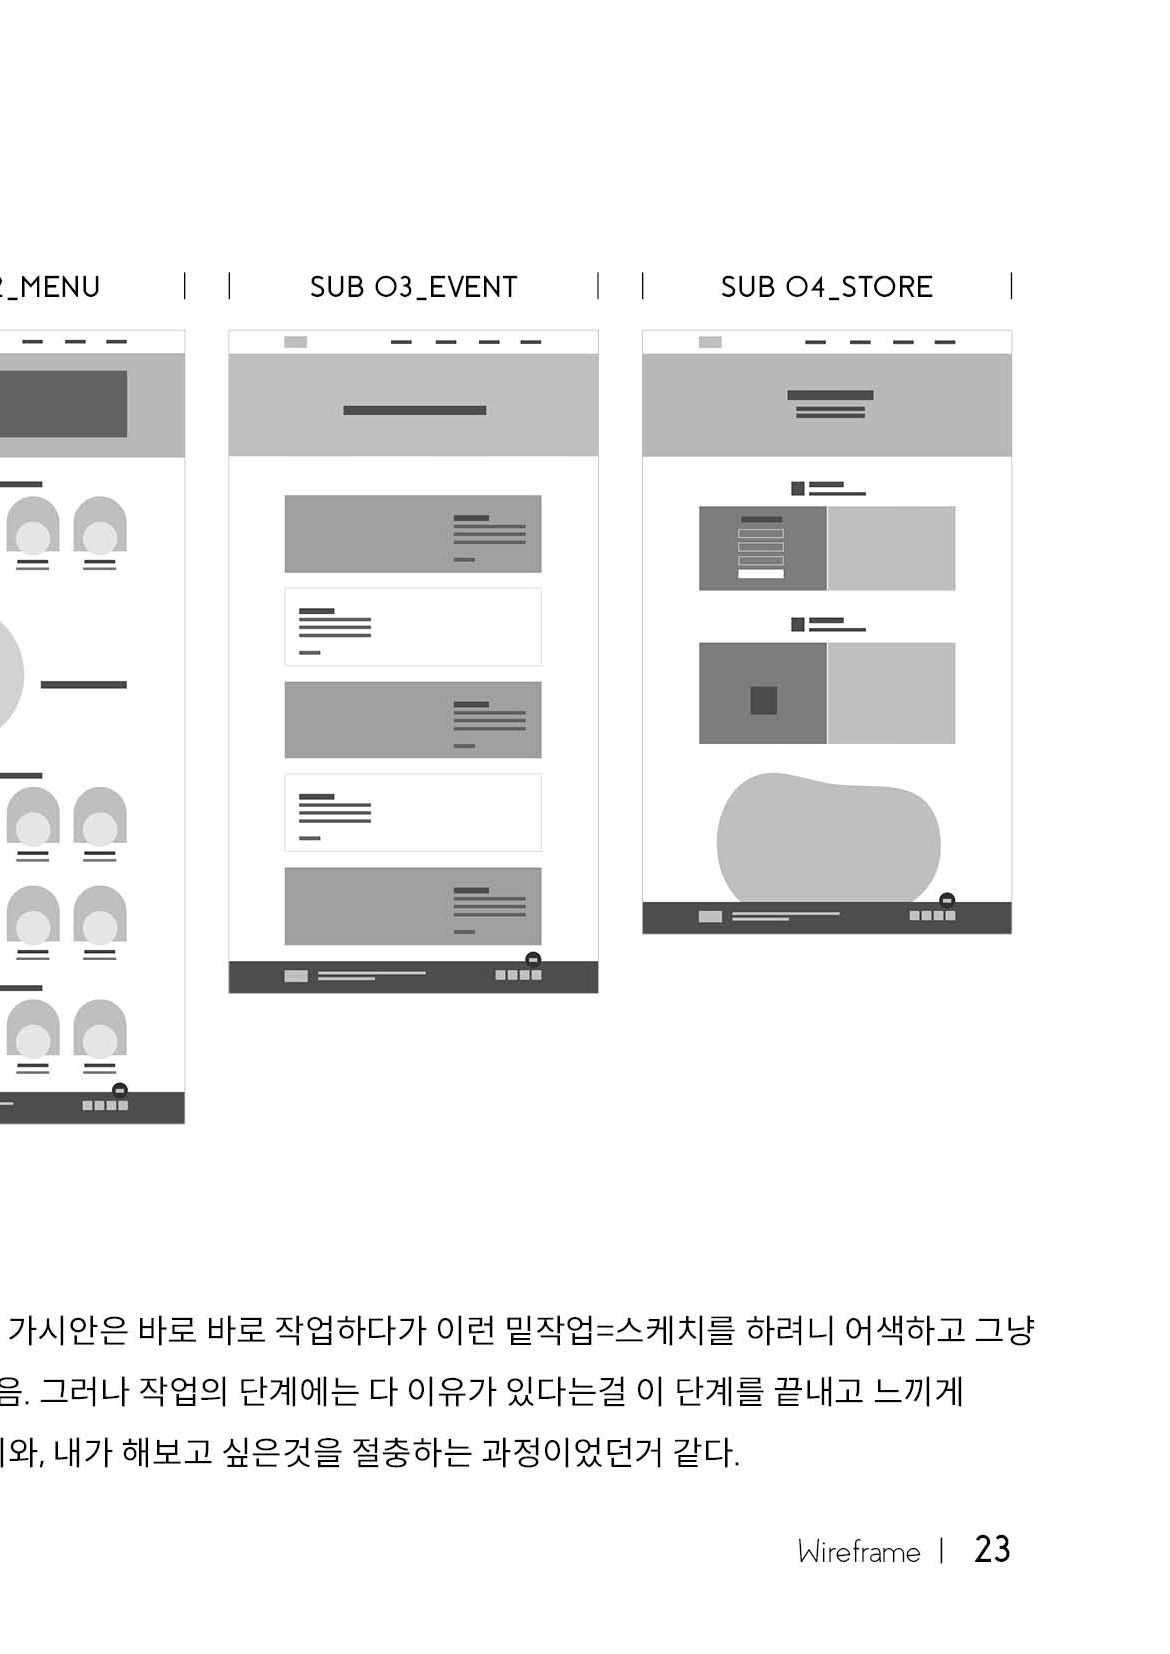 _MENU
SUB 03_EVENT
SUB 04_STORE
가시안은 바로 바로 작업하다가 이런 밑작업=스케치를 하려니 어색하고 그냥
음. 그러나 작업의 단계에는 다 이유가 있다는걸 이 단계를 끝내고 느끼게
와, 내가 해보고 싶은것을 절충하는 과정이었던거 같다.
Wireframe | 23